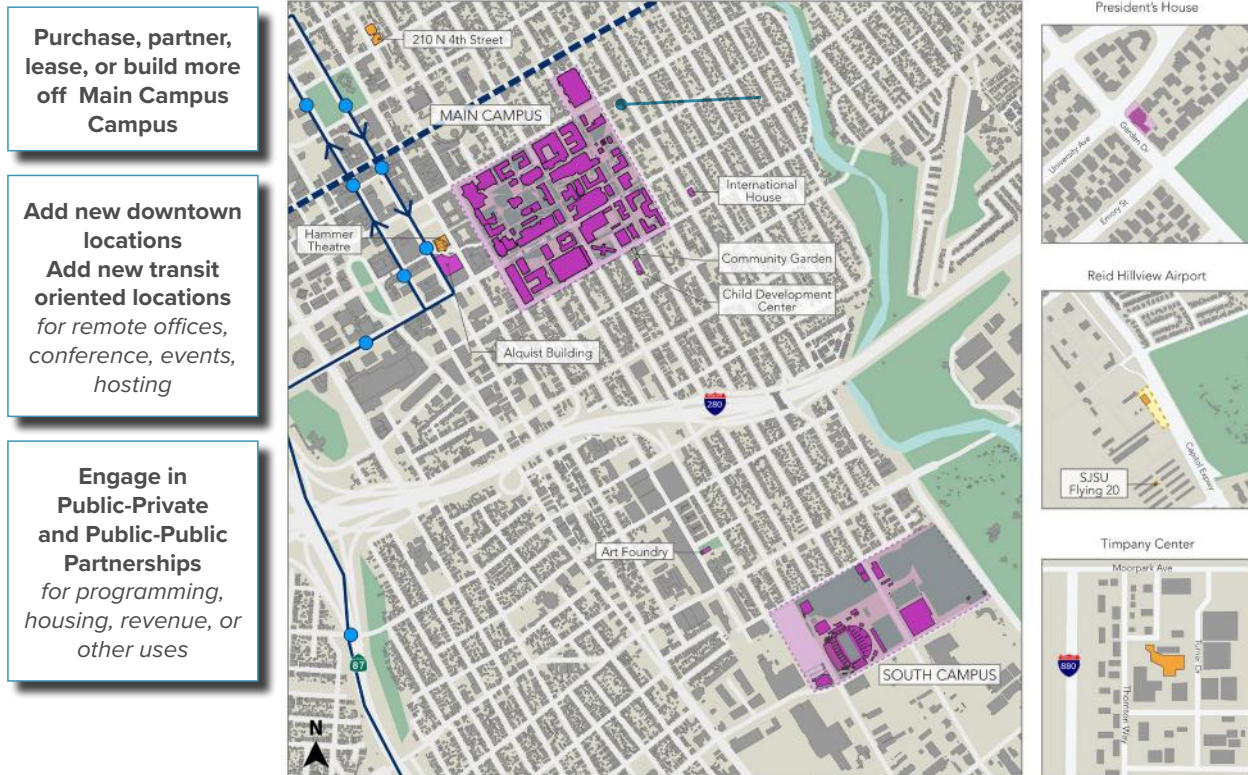 Purchase, partner,
lease, or build more
off Main Campus
Campus
Add new downtown
locations
Add new transit
oriented locations
for remote offices,
conference, events,
hosting
Engage in
Public-Private
and Public-Public
Partnerships
for programming,
housing, revenue, or
other uses
210 N 4th Street
MAIN CAMPUS
International
House
Hammer
Theatre
Community Garden
Child Development
Center
Alquist Building
280
Art Foundry
SOUTH CAMPUS
87
N
President's House
University Ave
Garden Dr
Emory St
Reid Hillview Airport
Capitol Expwy
SJSU
Flying 20
Timpany Center
Moorpark Ave
880
Thornton Way
Turner Dr